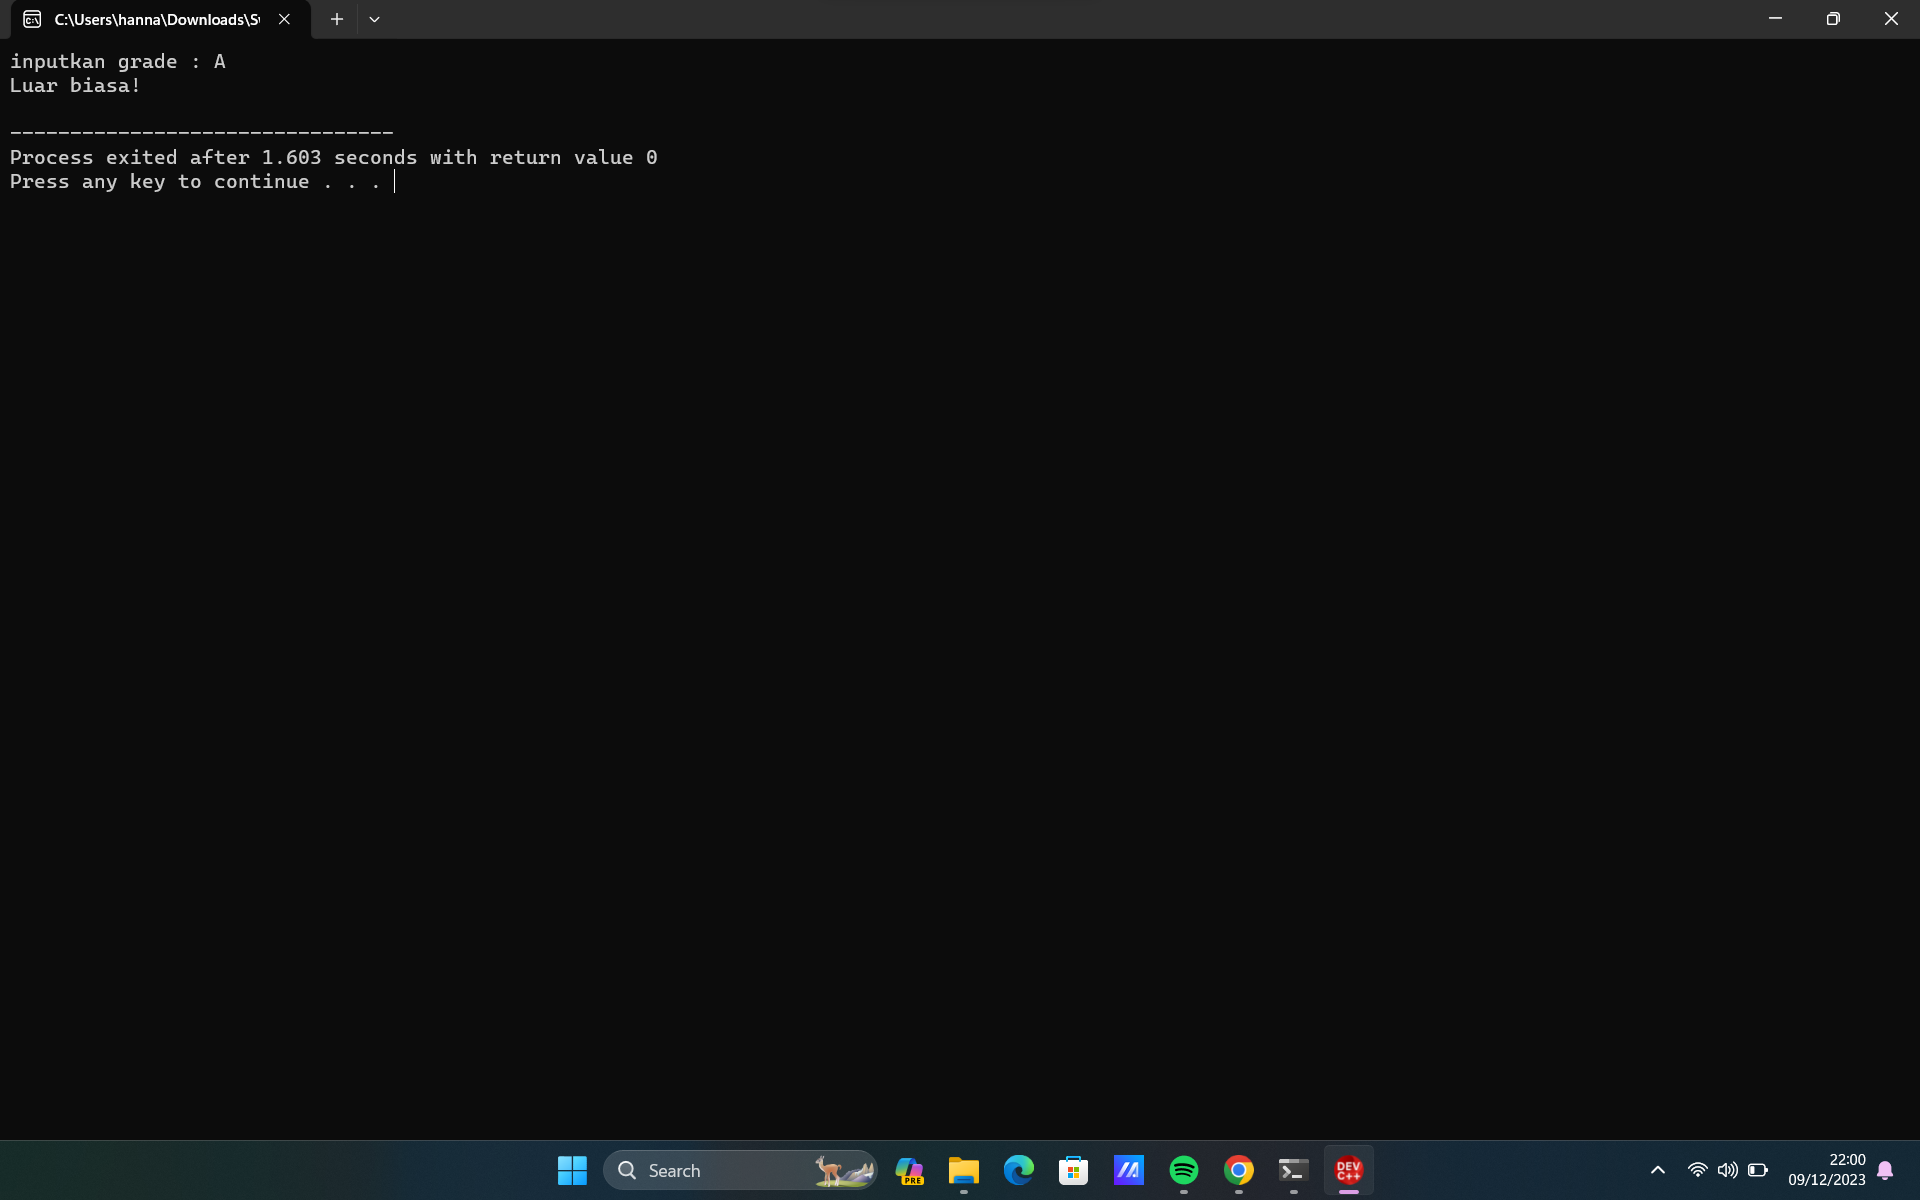 C:\Users\hanna\Downloads\S
inputkan grade : A
Luar biasa!
--------------------------------
Process exited after 1.603 seconds with return value 0
Press any key to continue . . .
Search
PRE
DEV
C++
22:00
09/12/2023